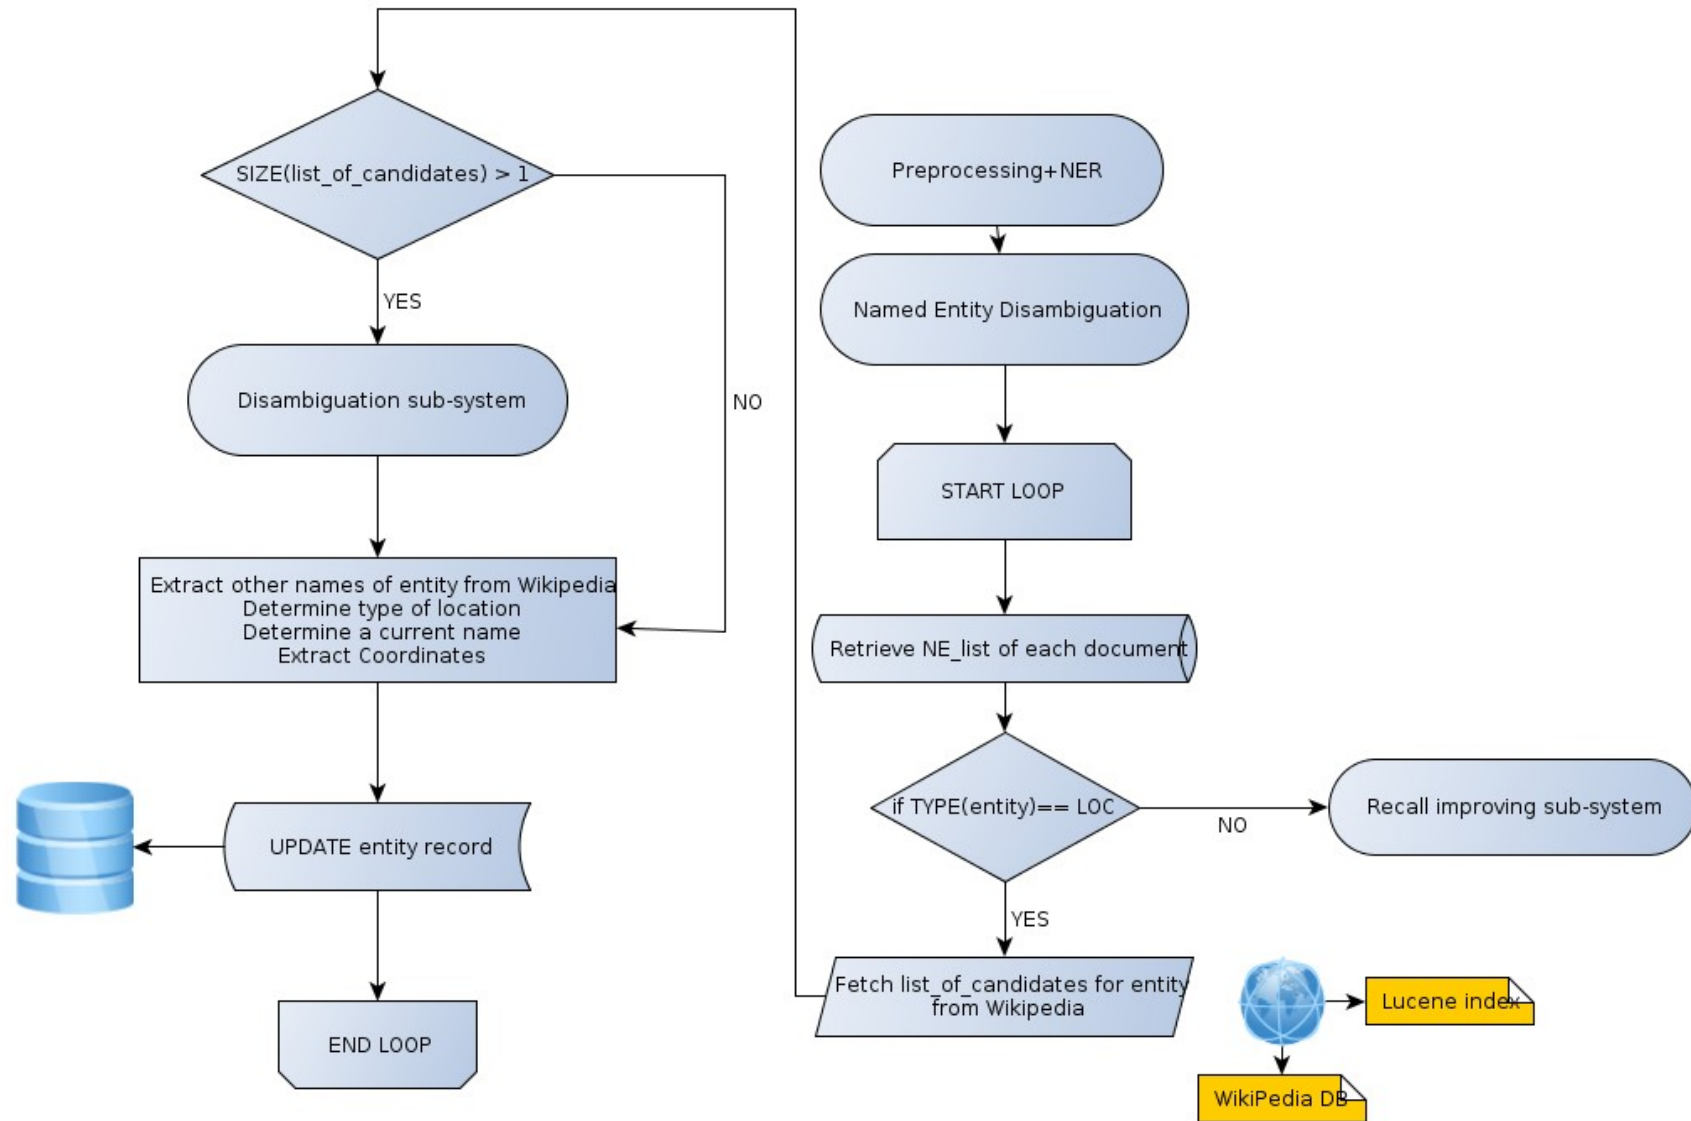 SIZE(list_of_candidates) > 1
YES
NO
Disambiguation sub-system
Extract other names of entity from Wikipedia
Determine type of location
Determine a current name
Extract Coordinates
UPDATE entity record
END LOOP
Preprocessing+NER
Named Entity Disambiguation
START LOOP
Retrieve NE_list of each document
if TYPE(entity)== LOC
NO
Recall improving sub-system
YES
Fetch list_of_candidates for entity
from Wikipedia
Lucene index
WikiPedia DB